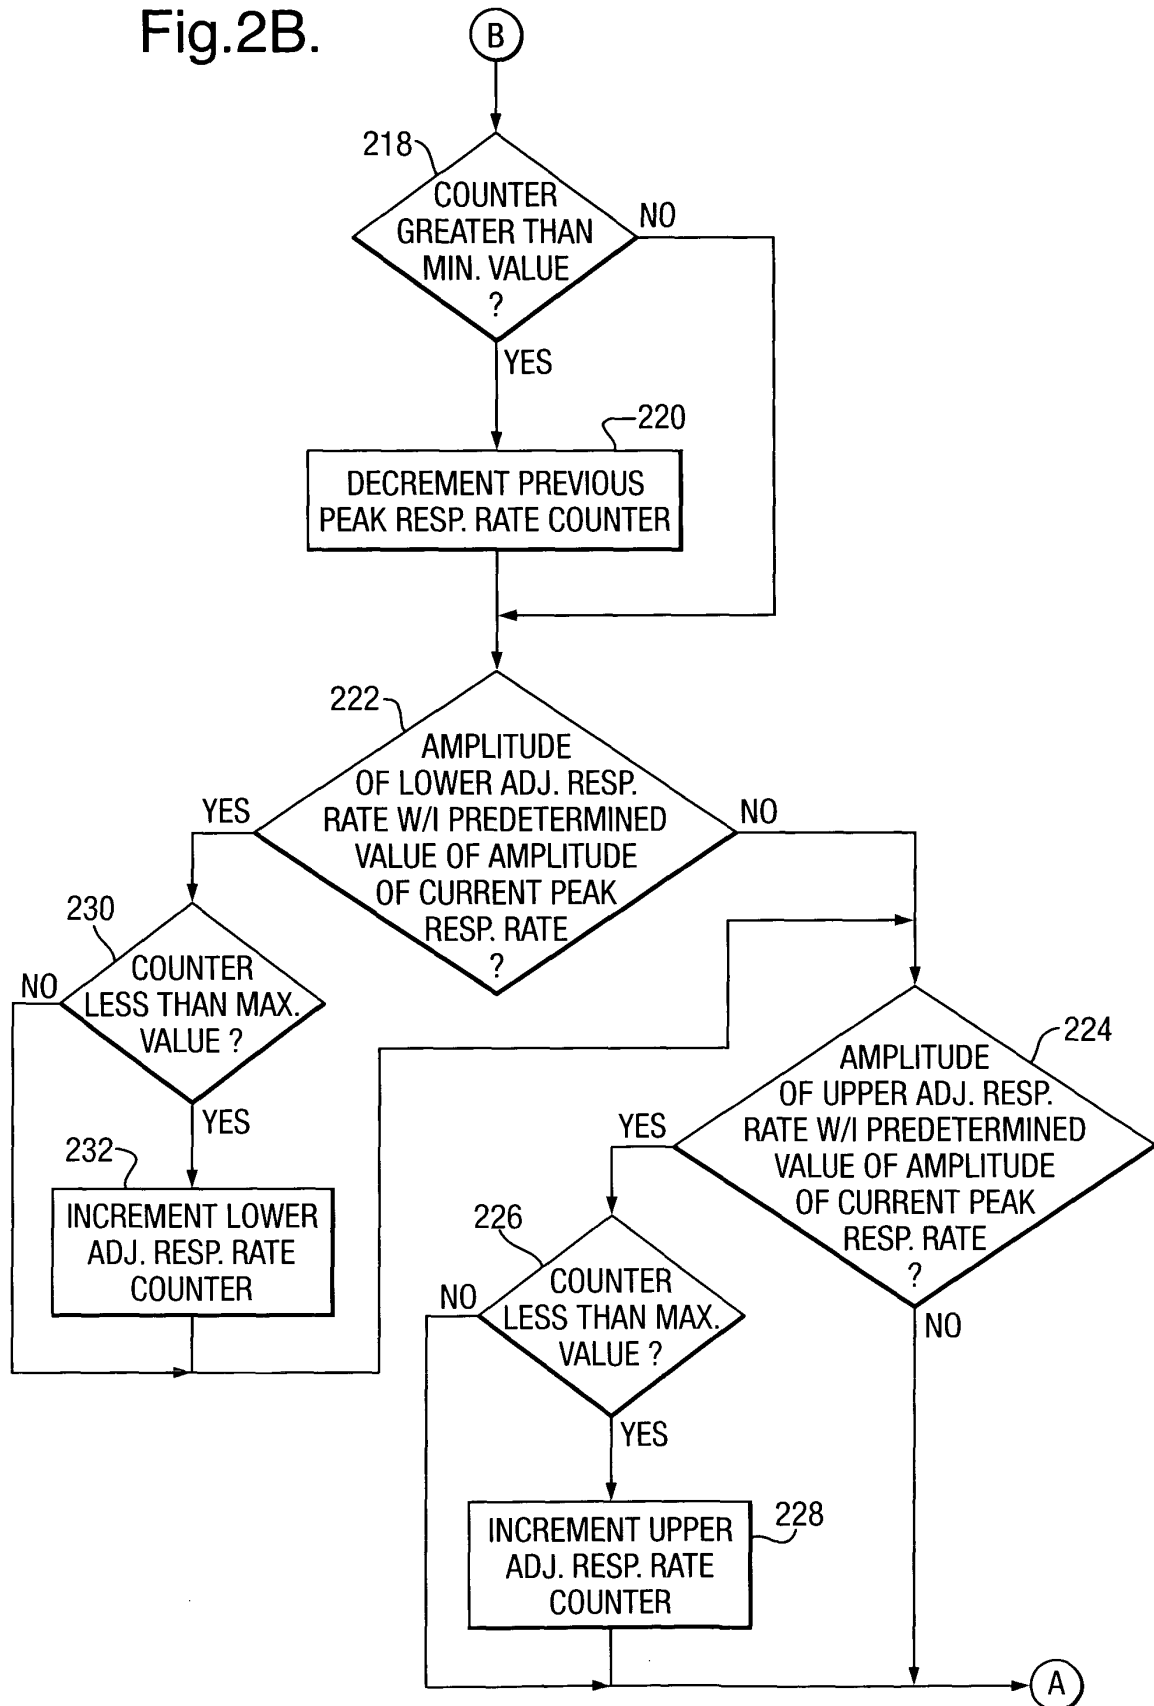 Fig.2B.
B
218
COUNTER
GREATER THAN
MIN. VALUE
?
NO
YES
220
DECREMENT PREVIOUS
PEAK RESP. RATE COUNTER
222
AMPLITUDE
OF LOWER ADJ. RESP.
RATE W/I PREDETERMINED
VALUE OF AMPLITUDE
OF CURRENT PEAK
RESP. RATE
?
YES
NO
230
COUNTER
LESS THAN MAX.
VALUE ?
NO
YES
232
INCREMENT LOWER
ADJ. RESP. RATE
COUNTER
224
AMPLITUDE
OF UPPER ADJ. RESP.
RATE W/I PREDETERMINED
VALUE OF AMPLITUDE
OF CURRENT PEAK
RESP. RATE
?
YES
NO
226
COUNTER
LESS THAN MAX.
VALUE ?
NO
YES
228
INCREMENT UPPER
ADJ. RESP. RATE
COUNTER
A